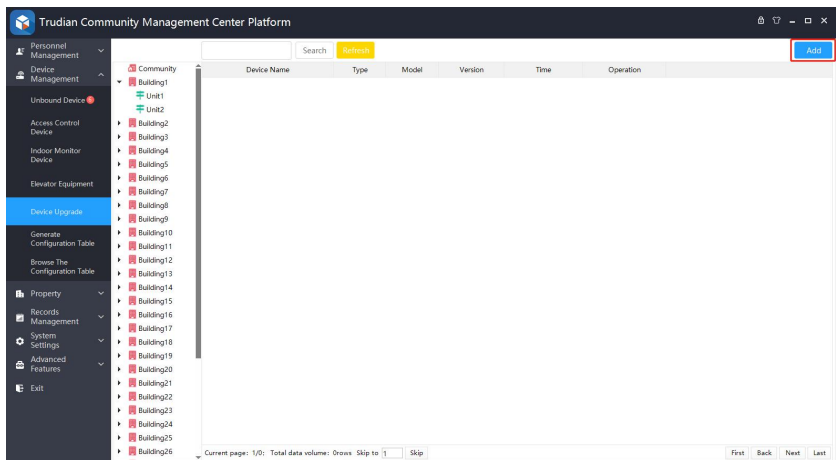 Trudian Community Management Center Platform
Personnel
Management
Device
Management
Unbound Device
Access Control
Device
Indoor Monitor
Device
Elevator Equipment
Device Upgrade
Generate
Configuration Table
Browse The
Configuration Table
Property
Records
Management
System
Settings
Advanced
Features
Exit
Community
Building1
Unit1
Unit2
Building2
Building3
Building4
Building5
Building6
Building7
Building8
Building9
Building10
Building11
Building12
Building13
Building14
Building15
Building16
Building17
Building18
Building19
Building20
Building21
Building22
Building23
Building24
Building25
Building26
Search Refresh Add
Device Name Type Model Version Time Operation
Current page: 1/0; Total data volume: 0rows Skip to 1 Skip First Back Next Last